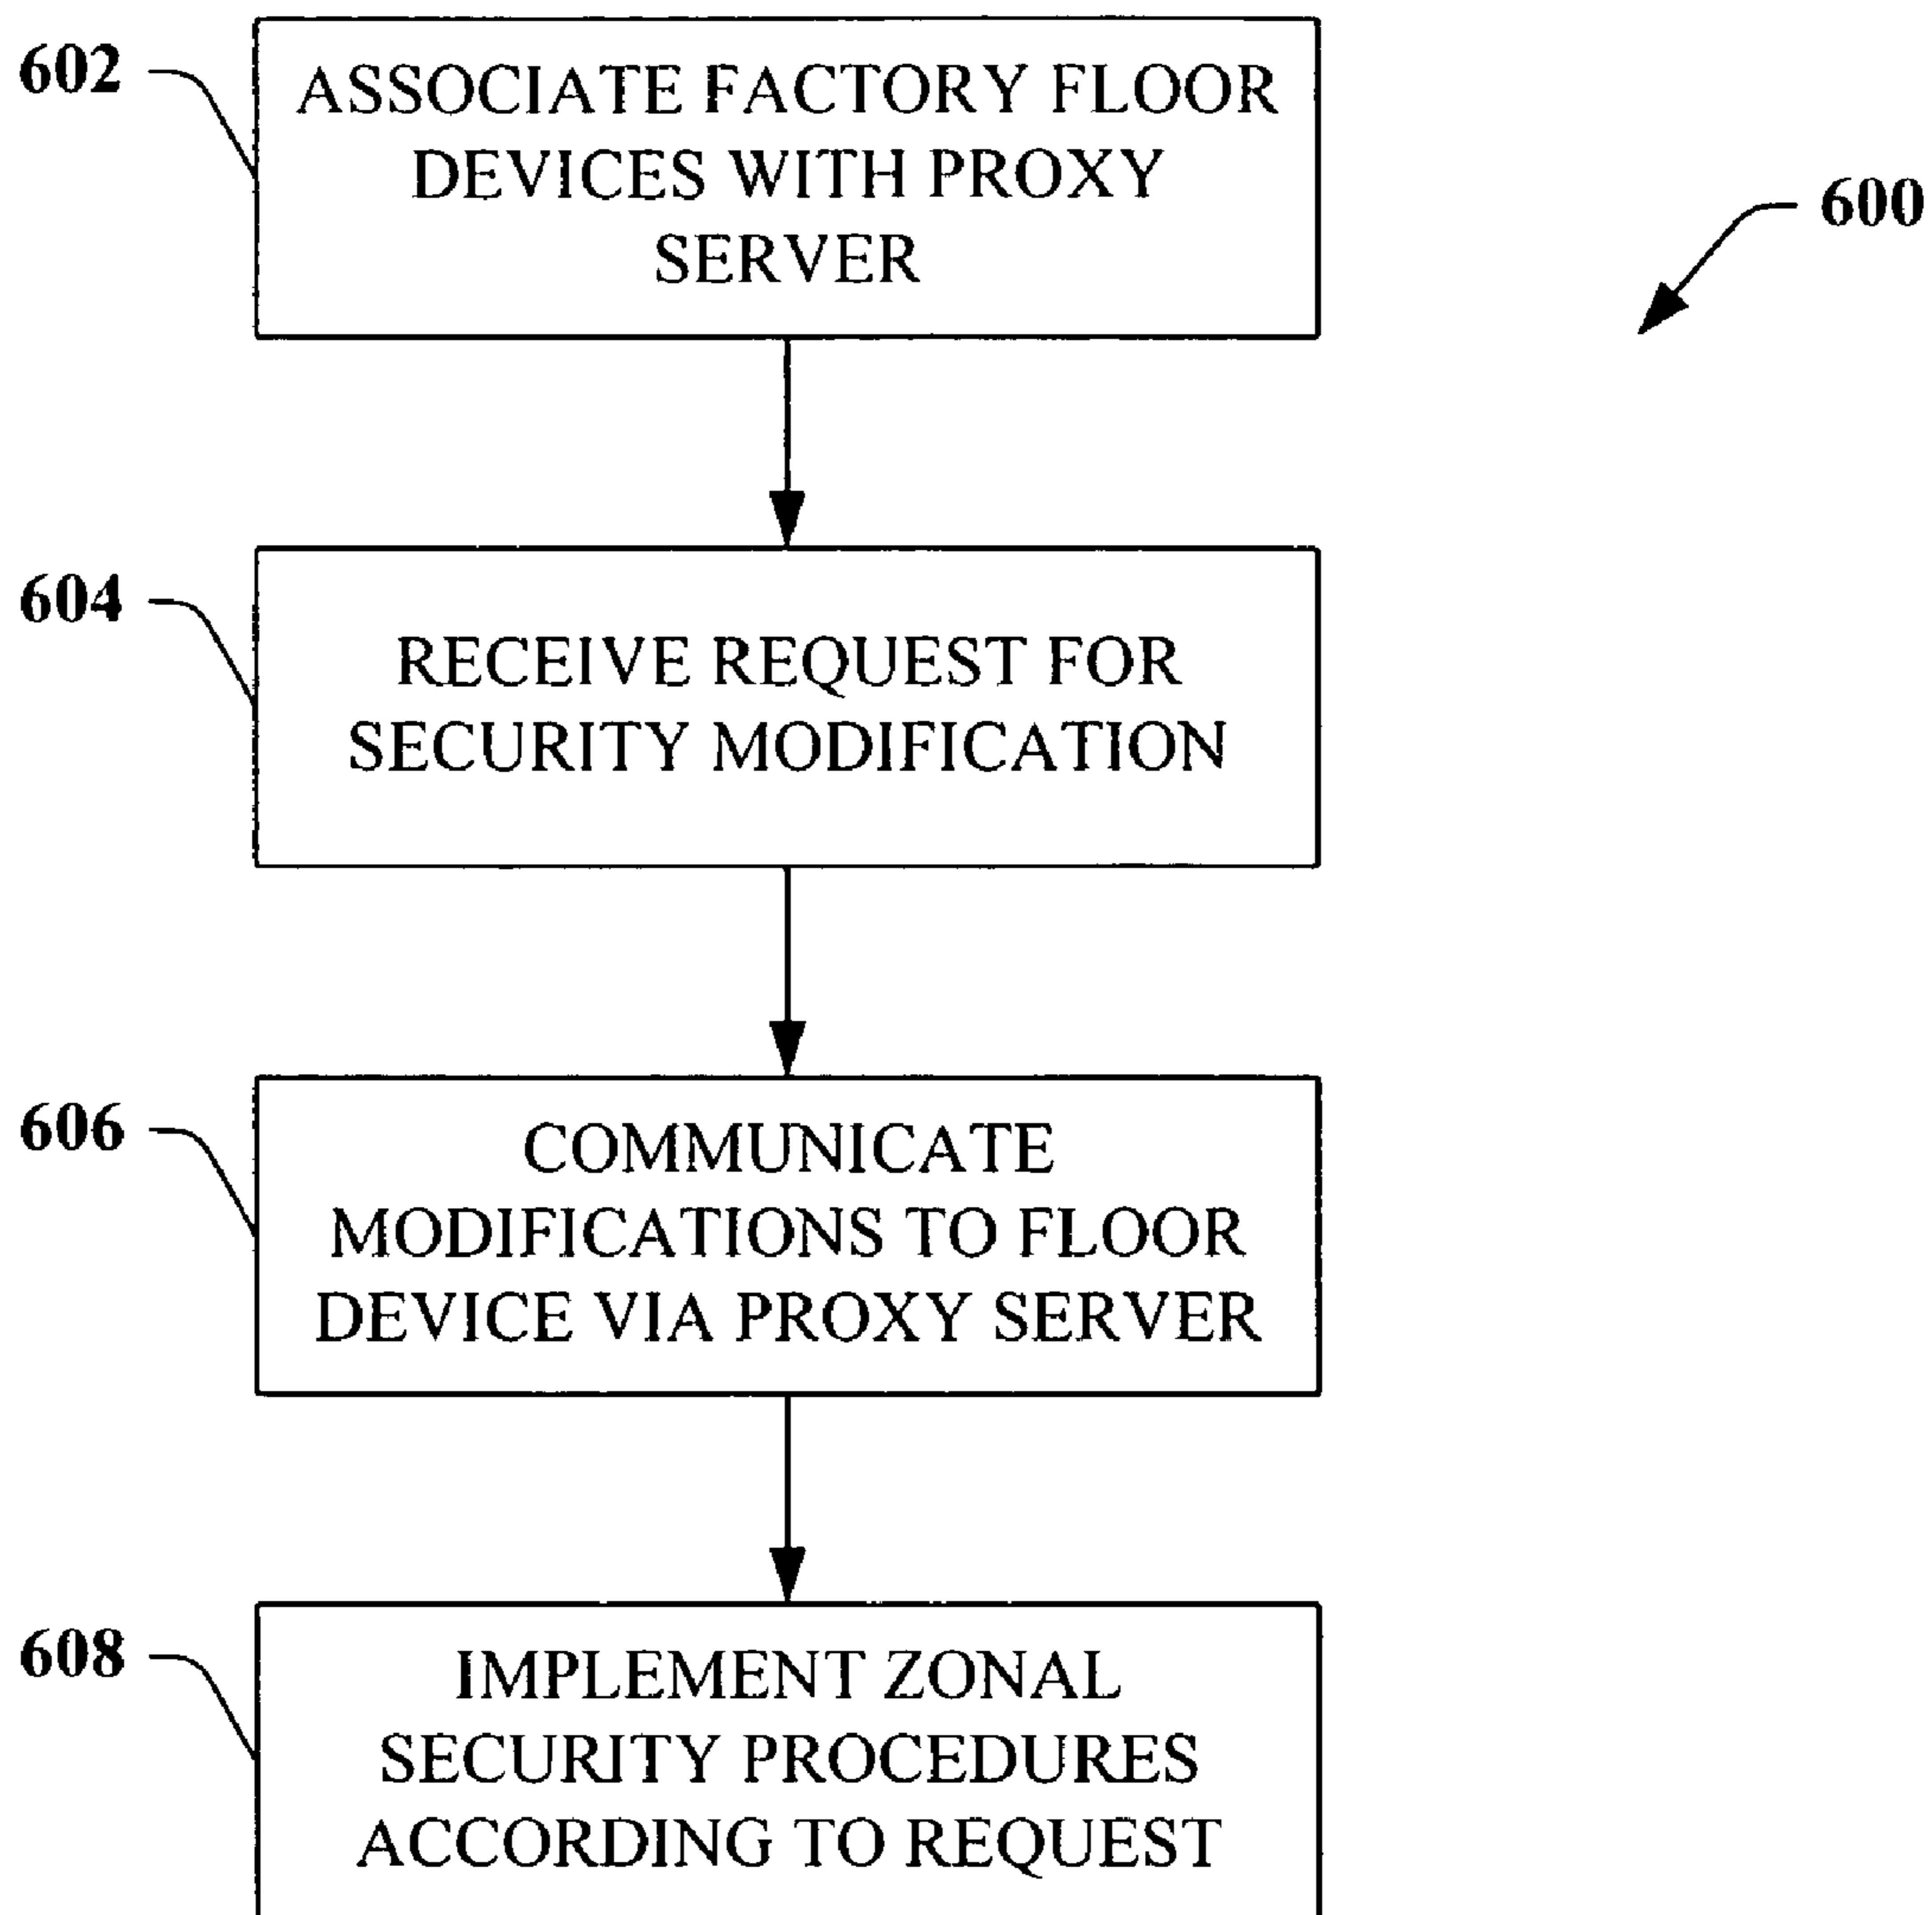 602
ASSOCIATE FACTORY FLOOR
DEVICES WITH PROXY
SERVER
600
604
RECEIVE REQUEST FOR
SECURITY MODIFICATION
606
COMMUNICATE
MODIFICATIONS TO FLOOR
DEVICE VIA PROXY SERVER
608
IMPLEMENT ZONAL
SECURITY PROCEDURES
ACCORDING TO REQUEST